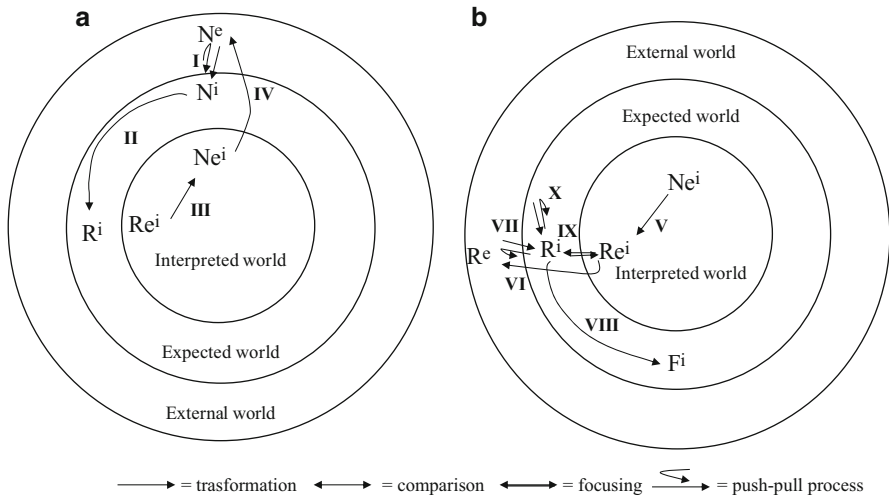 a
Nᵉ
I
Nⁱ
IV
II
Neⁱ
III
Rⁱ
Reⁱ
Interpreted world
Expected world
External world
b
External world
Expected world
Neⁱ
X
V
VII
IX
Rᵉ
Rⁱ
Reⁱ
VI
Interpreted world
VIII
Fⁱ
= trasformation
= comparison
= focusing
= push-pull process